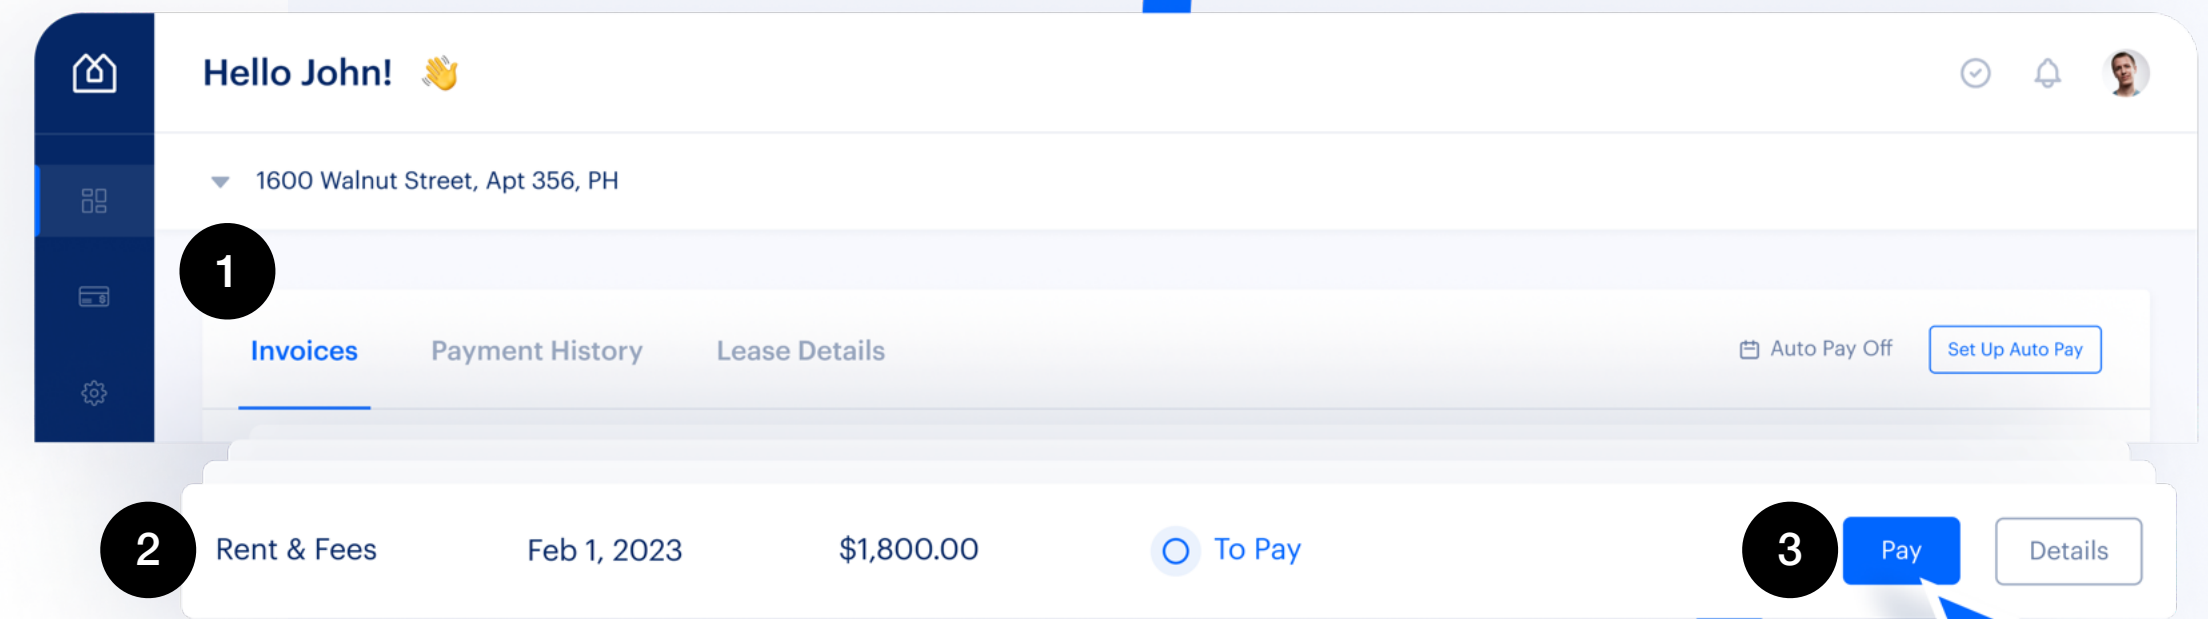 Hello John! 👋
1600 Walnut Street, Apt 356, PH
1
Invoices Payment History Lease Details Auto Pay Off Set Up Auto Pay
2 Rent & Fees Feb 1, 2023 $1,800.00 To Pay 3 Pay Details